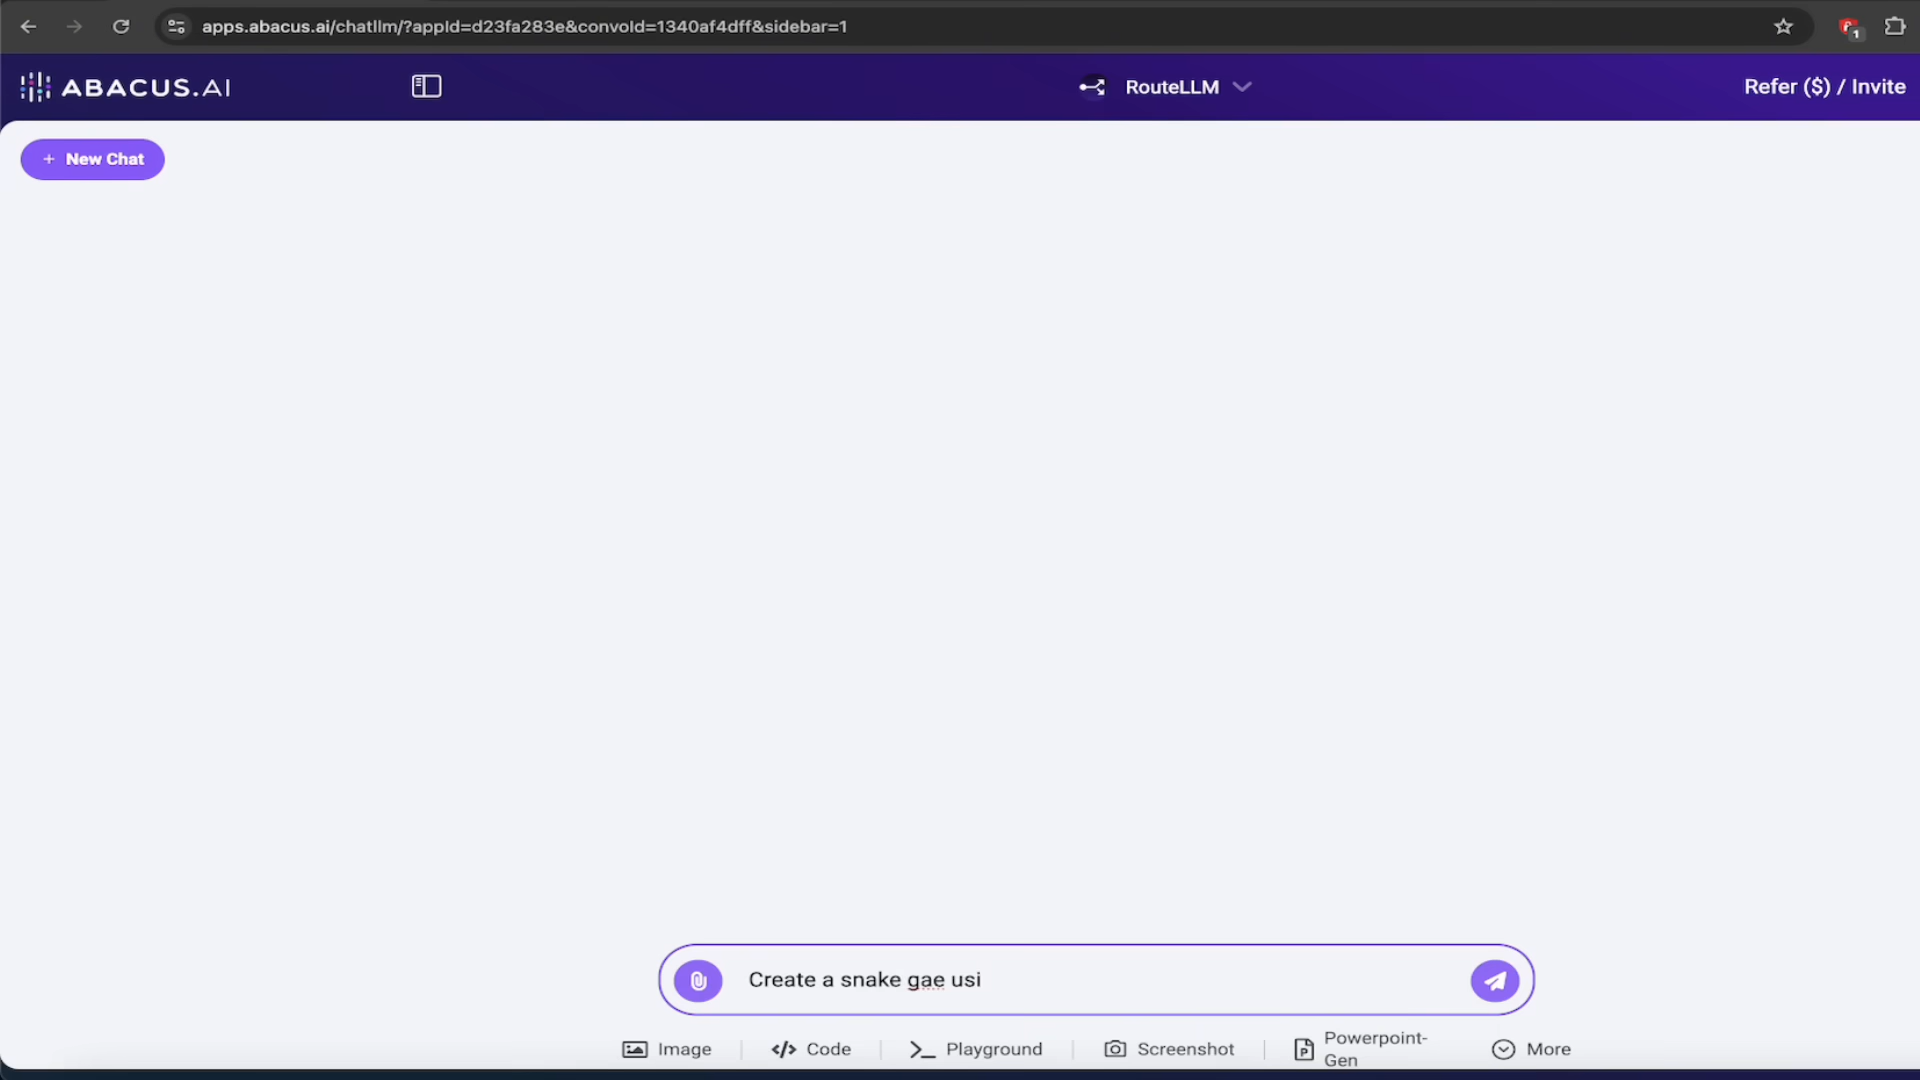 apps.abacus.ai/chatllm/?appId=d23fa283e&convoId=1340af4dff&sidebar=1
1
ABACUS.AI
RouteLLM
Refer ($) / Invite
+ New Chat
Create a snake gae usi
Image
</> Code
>_ Playground
Screenshot
Powerpoint-
Gen
More